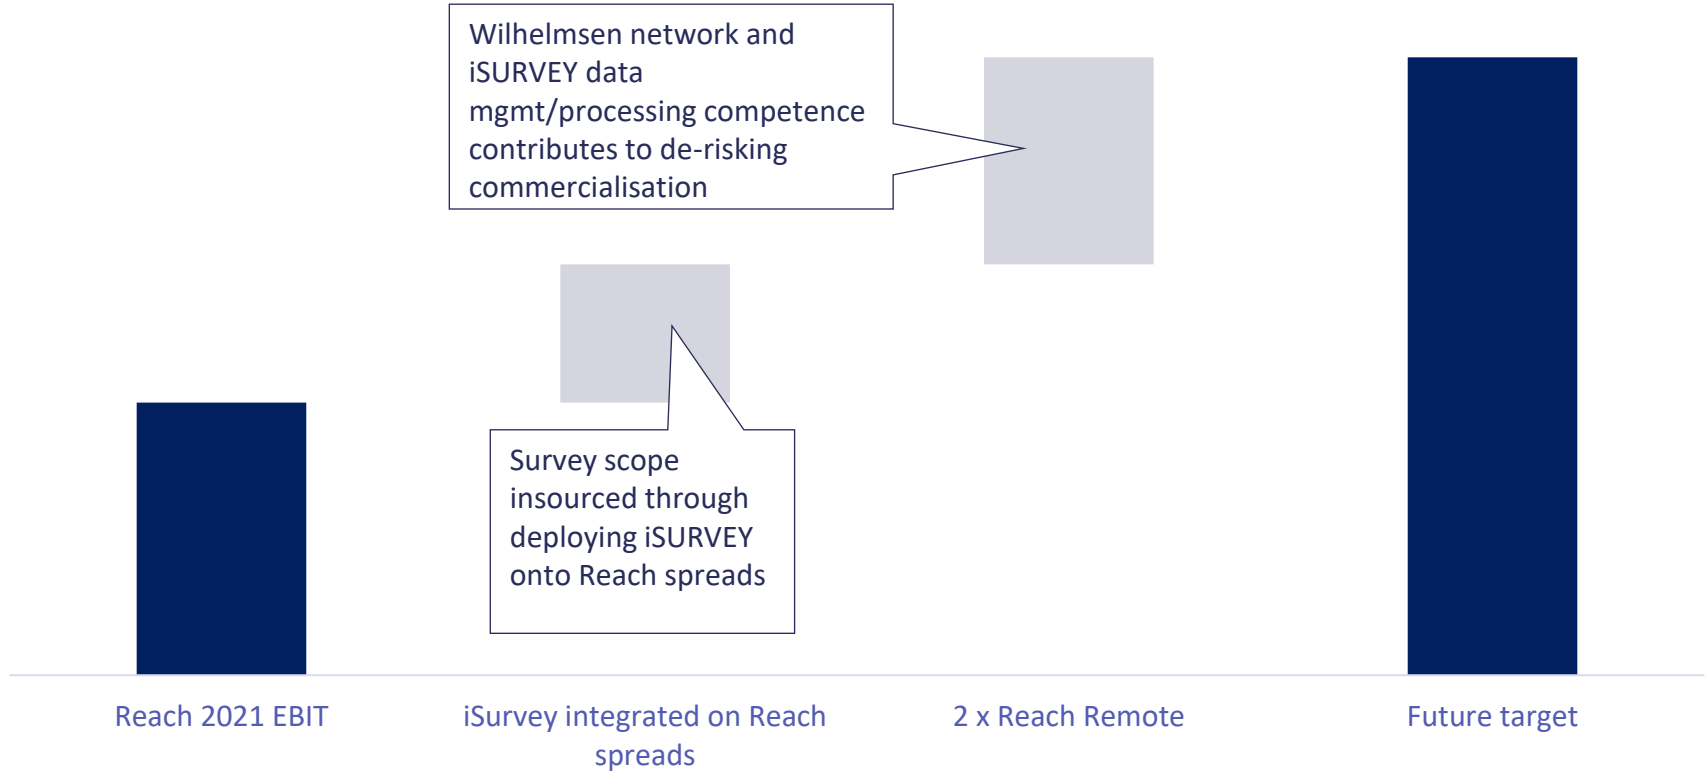 Wilhelmsen network and
iSURVEY data
mgmt/processing competence
contributes to de-risking
commercialisation
Survey scope
insourced through
deploying iSURVEY
onto Reach spreads
Reach 2021 EBIT
iSurvey integrated on Reach
spreads
2 x Reach Remote
Future target